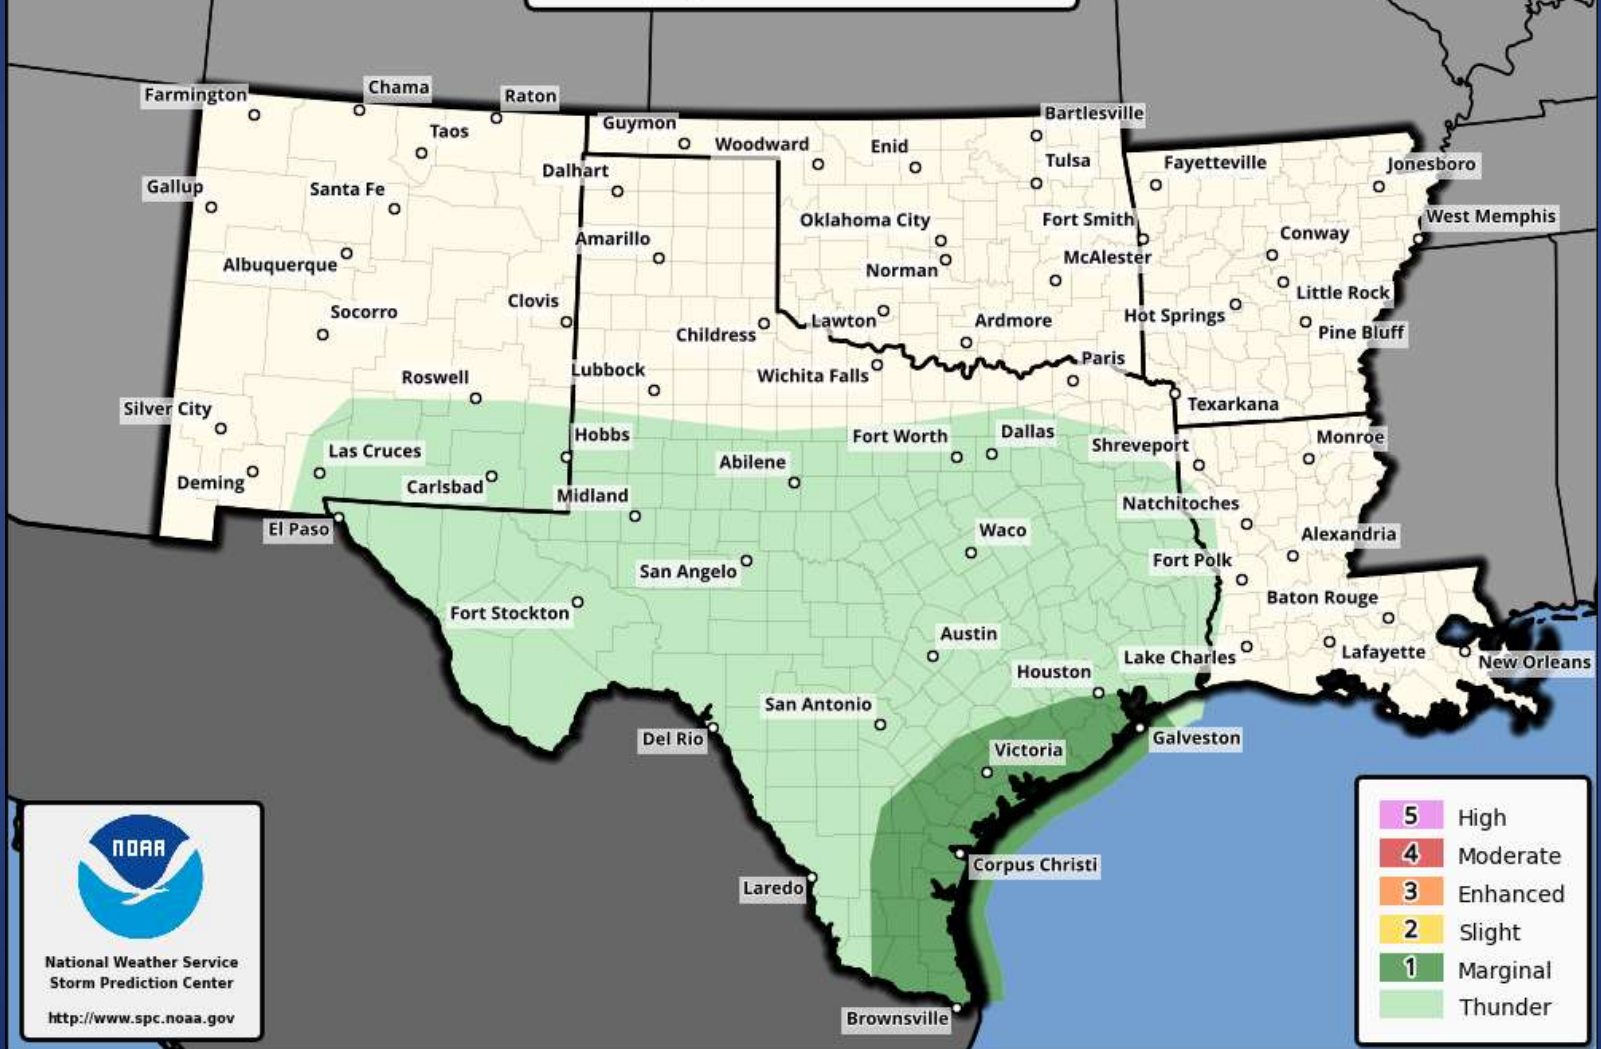 Farmington
Chama
Raton
Taos
Guymon
Woodward
Enid
Bartlesville
Tulsa
Fayetteville
Jonesboro
Dalhart
Gallup
Santa Fe
Oklahoma City
Fort Smith
West Memphis
Conway
Amarillo
Norman
McAlester
Albuquerque
Little Rock
Socorro
Clovis
Childress
Lawton
Ardmore
Hot Springs
Pine Bluff
Paris
Lubbock
Wichita Falls
Roswell
Texarkana
Silver City
Las Cruces
Hobbs
Fort Worth
Dallas
Shreveport
Monroe
Abilene
Deming
Carlsbad
Midland
Natchitoches
El Paso
Waco
Alexandria
San Angelo
Fort Polk
Fort Stockton
Baton Rouge
Austin
Houston
Lake Charles
Lafayette
New Orleans
San Antonio
Del Rio
Victoria
Galveston
Corpus Christi
Laredo
Brownsville
NOAA
National Weather Service
Storm Prediction Center
http://www.spc.noaa.gov
5 High
4 Moderate
3 Enhanced
2 Slight
1 Marginal
Thunder